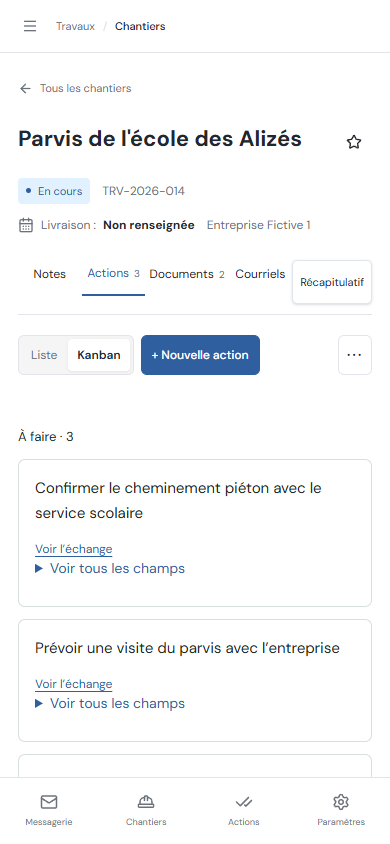 Travaux / Chantiers
Tous les chantiers
Parvis de l'école des Alizés
En cours TRV-2026-014
Livraison : Non renseignée Entreprise Fictive 1
Notes Actions 3 Documents 2 Courriels Récapitulatif
Liste Kanban + Nouvelle action ...
À faire · 3
Confirmer le cheminement piéton avec le
service scolaire
Voir l’échange
Voir tous les champs
Prévoir une visite du parvis avec l’entreprise
Voir l’échange
Voir tous les champs
Messagerie Chantiers Actions Paramètres